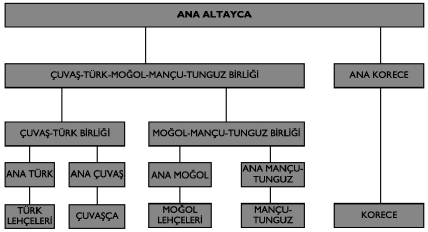 ANA ALTAYCA
ÇUVAŞ-TÜRK-MOĞOL-MANÇU-TUNGUZ BİRLİĞİ
ANA KORECE
ÇUVAŞ-TÜRK BİRLİĞİ
MOĞOL-MANÇU-TUNGUZ BİRLİĞİ
ANA TÜRK
ANA ÇUVAŞ
ANA MOĞOL
ANA MANÇU-
TUNGUZ
TÜRK
LEHÇELERİ
ÇUVAŞÇA
MOĞOL
LEHÇELERİ
MANÇU-
TUNGUZ
KORECE